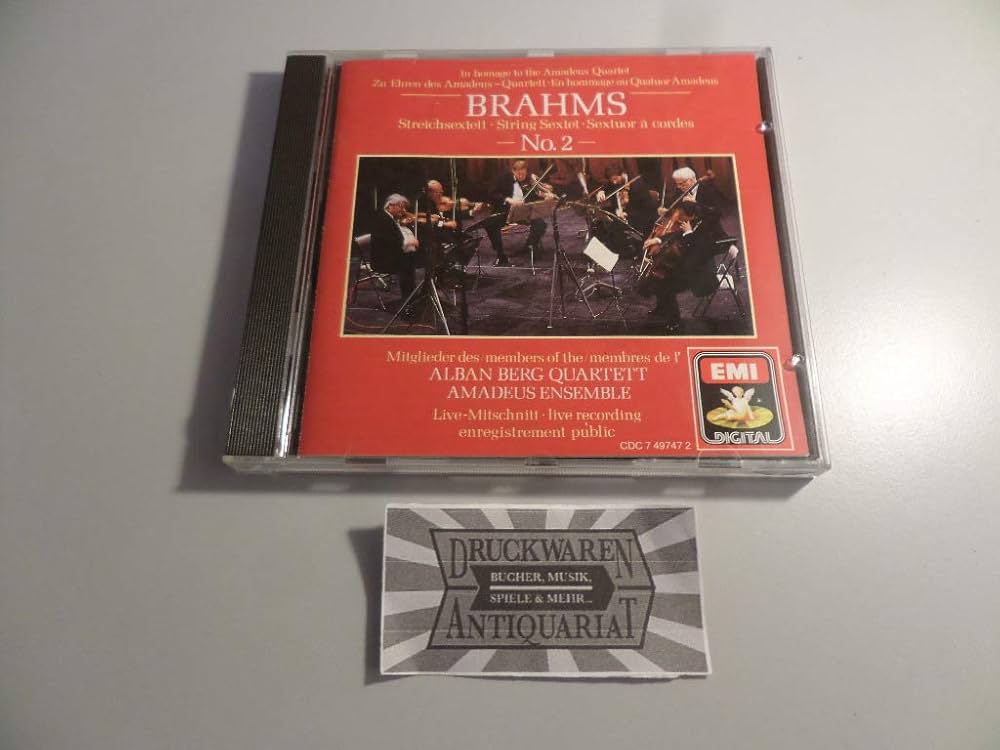 In homage to the Amadeus Quartet
Zu Ehren des Amadeus-Quartett · En hommage au Quatuor Amadeus
BRAHMS
Streichsextett · String Sextet · Sextuor à cordes
No. 2
Mitglieder des/members of the/membres de l'
ALBAN BERG QUARTETT
AMADEUS ENSEMBLE
Live-Mitschnitt · live recording
enregistrement public
CDC 7 49747 2
EMI
DIGITAL
DRUCKWAREN
BÜCHER, MUSIK,
SPIELE & MEHR...
ANTIQUARIAT